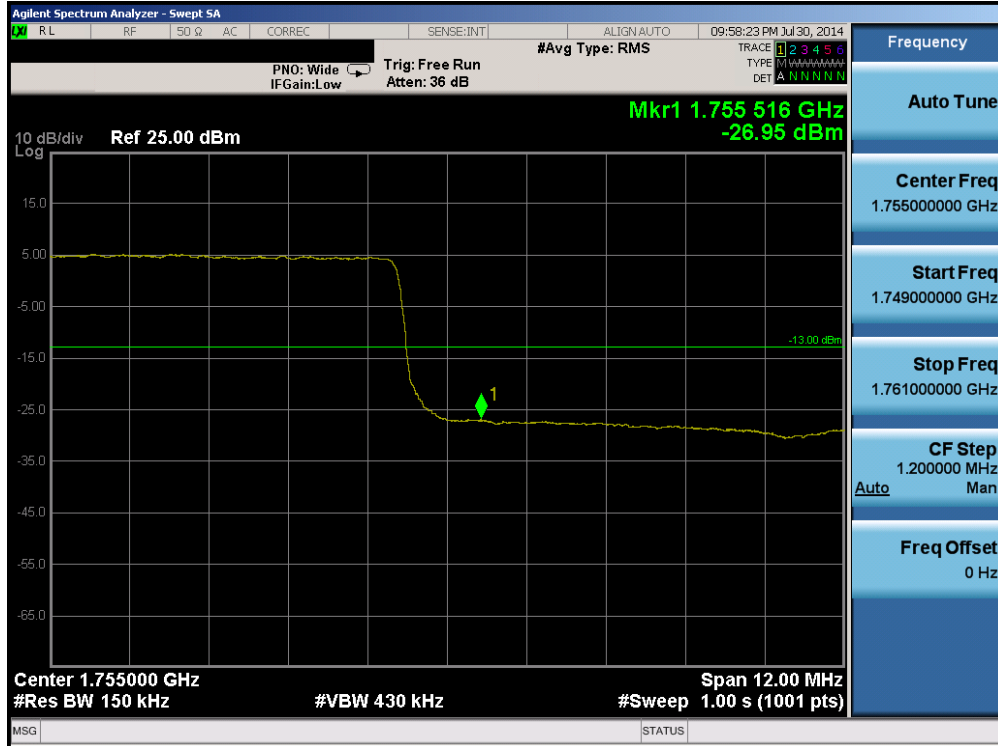 Agilent Spectrum Analyzer - Swept SA
LXI RL RF 50 Ω AC CORREC SENSE:INT ALIGNAUTO 09:58:23 PM Jul 30, 2014
#Avg Type: RMS TRACE 1 2 3 4 5 6
PNO: Wide Trig: Free Run TYPE M WWWWW
IFGain:Low Atten: 36 dB DET A N N N N N
Mkr1 1.755 516 GHz
-26.95 dBm
10 dB/div Ref 25.00 dBm
Log
15.0
5.00
-5.00
-13.00 dBm
-15.0
1
-25.0
-35.0
-45.0
-55.0
-65.0
Center 1.755000 GHz Span 12.00 MHz
#Res BW 150 kHz #VBW 430 kHz #Sweep 1.00 s (1001 pts)
MSG STATUS
Frequency
Auto Tune
Center Freq
1.755000000 GHz
Start Freq
1.749000000 GHz
Stop Freq
1.761000000 GHz
CF Step
1.200000 MHz
Auto Man
Freq Offset
0 Hz